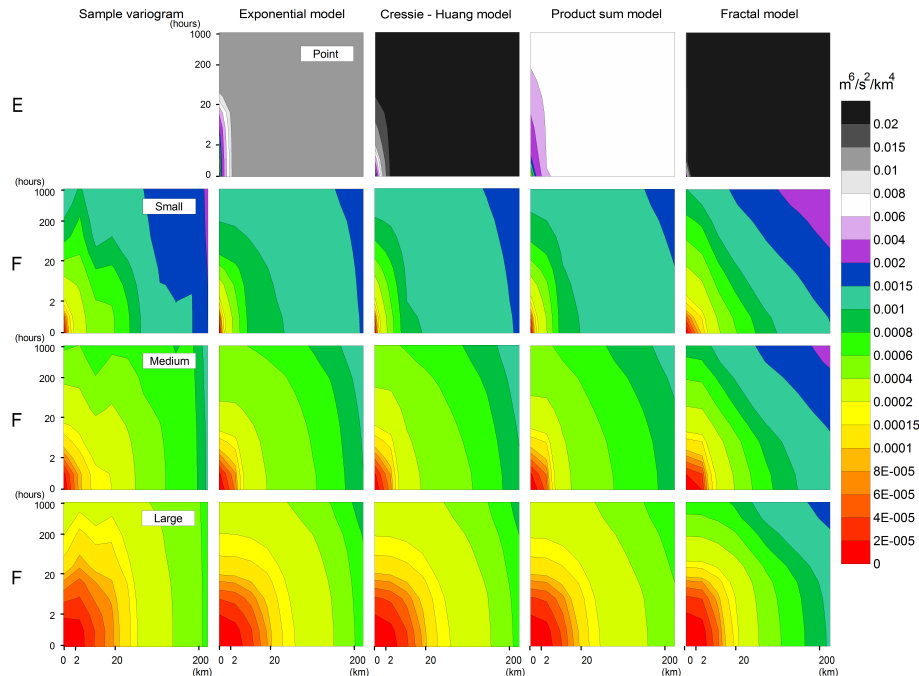 Sample variogram Exponential model Cressie - Huang model Product sum model Fractal model
(hours)
1000
Point
200
20
2
0
E
m⁶/s²/km⁴
0.02
0.015
0.01
0.008
0.006
0.004
0.002
0.0015
0.001
0.0008
0.0006
0.0004
0.0002
0.00015
0.0001
8E-005
6E-005
4E-005
2E-005
0
(hours)
1000
Small
200
20
2
0
F
(hours)
1000
Medium
200
20
2
0
F
(hours)
1000
Large
200
20
2
0
F
0 2 20 200 0 2 20 200 0 2 20 200 0 2 20 200 0 2 20 200
(km) (km) (km) (km) (km)